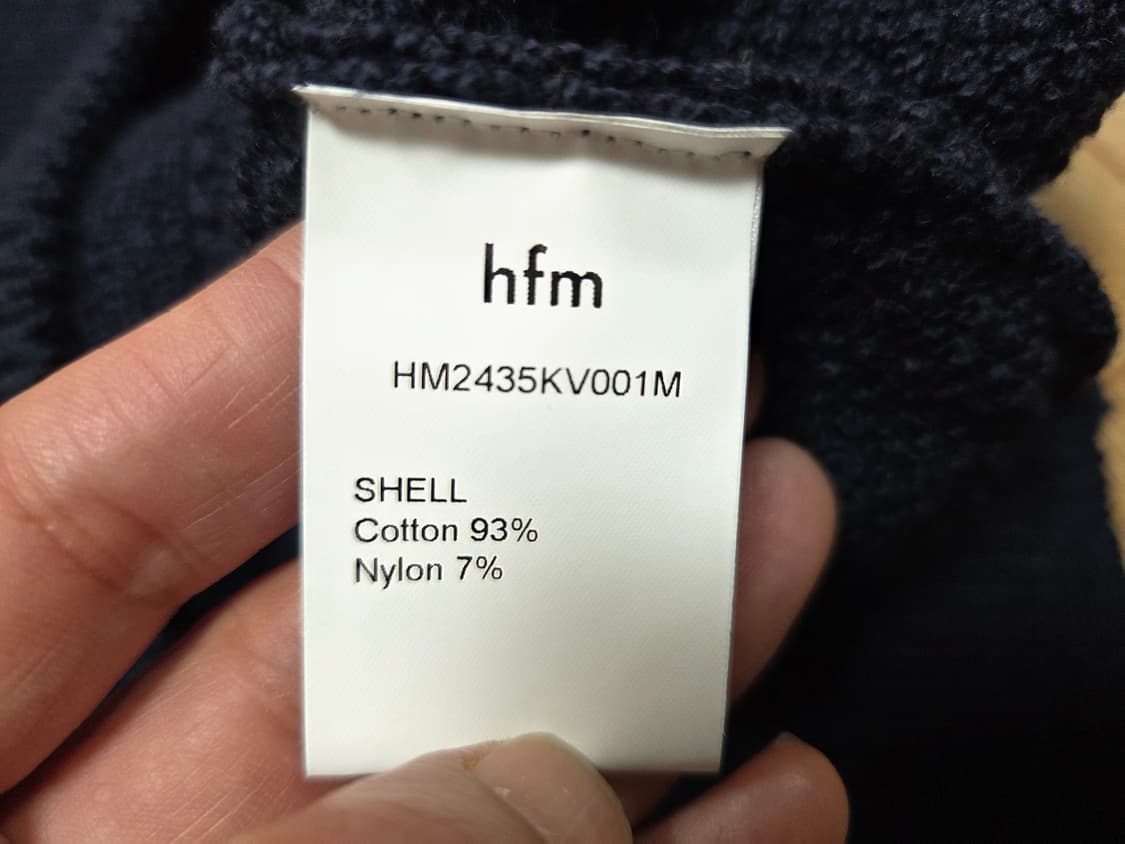 hfm
HM2435KV001M
SHELL
Cotton 93%
Nylon 7%